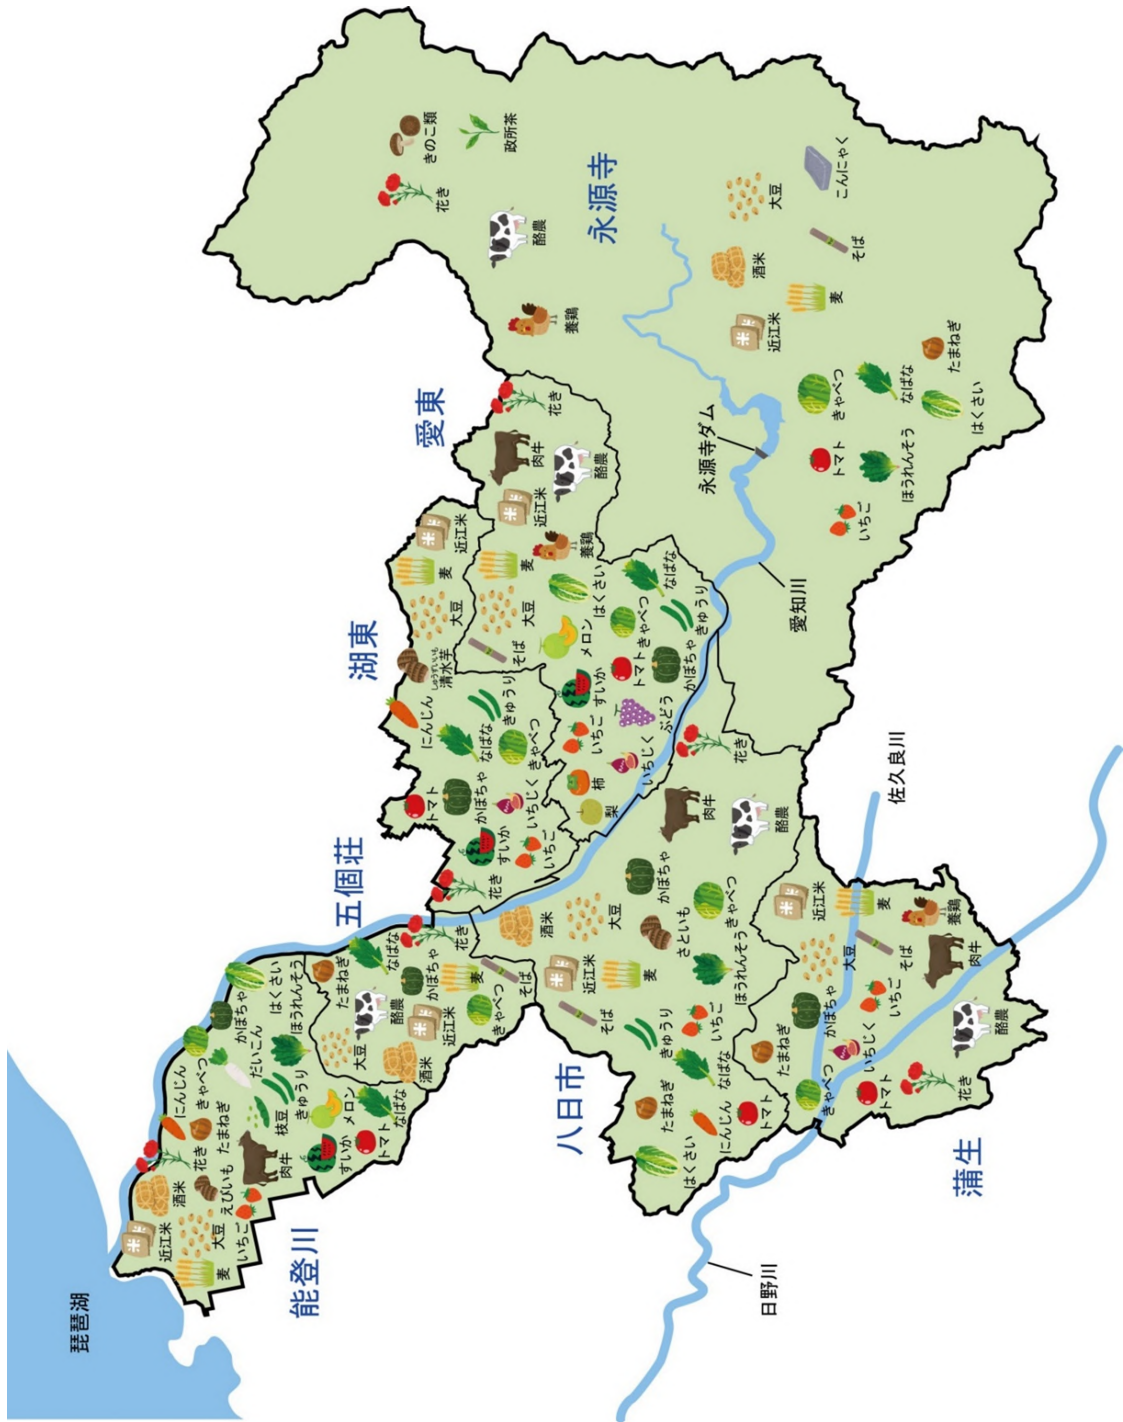 琵琶湖
能登川
近江米
酒米
花き
にんじん
きゃべつ
かぼちゃ
はくさい
麦
大豆
えびいも
たまねぎ
だいこん
ほうれんそう
いちご
肉牛
枝豆
きゅうり
すいか
メロン
トマト
なばな
五個荘
たまねぎ
なばな
花き
大豆
酪農
かぼちゃ
酒米
近江米
麦
きゃべつ
そば
湖東
近江米
麦
大豆
しゅうずいいも
清水芋
にんじん
きゅうり
なばな
きゃべつ
トマト
かぼちゃ
いちじく
すいか
いちご
花き
愛東
花き
肉牛
酪農
近江米
麦
養鶏
大豆
そば
はくさい
メロン
なばな
きゃべつ
きゅうり
トマト
かぼちゃ
すいか
ぶどう
いちご
いちじく
柿
梨
永源寺
きのこ類
政所茶
花き
酪農
養鶏
大豆
こんにゃく
酒米
そば
近江米
麦
きゃべつ
なばな
たまねぎ
はくさい
トマト
ほうれんそう
いちご
永源寺ダム
愛知川
八日市
花き
肉牛
酪農
酒米
大豆
かぼちゃ
さといも
きゃべつ
近江米
麦
ほうれんそう
そば
きゅうり
いちご
なばな
たまねぎ
にんじん
トマト
はくさい
蒲生
近江米
麦
養鶏
大豆
そば
肉牛
かぼちゃ
いちご
酪農
たまねぎ
いちじく
きゃべつ
トマト
花き
佐久良川
日野川